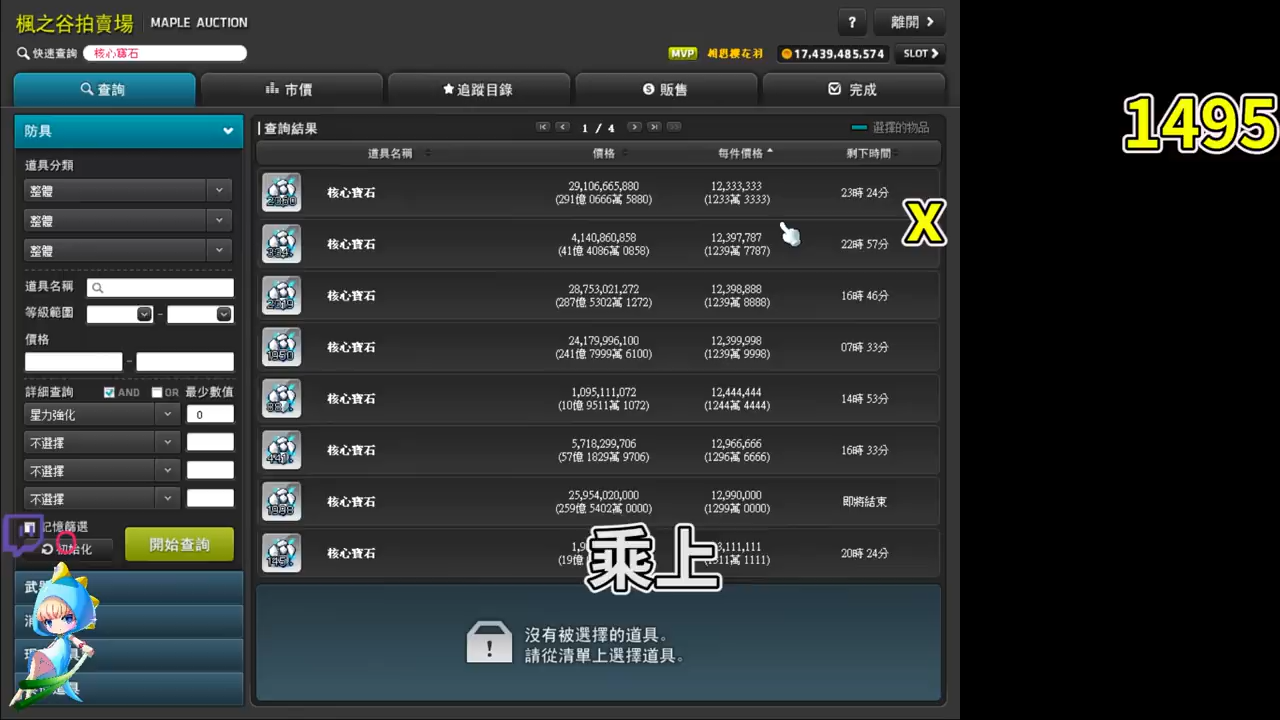 楓之谷拍賣場 MAPLE AUCTION
? 離開
快速查詢 核心寶石
MVP 17,439,485,574 SLOT
查詢 市價 追蹤目錄 販售 完成
防具
道具分類
整體
整體
整體
道具名稱
等級範圍 -
價格
-
詳細查詢 AND OR 最少數值
星力強化 0
不選擇
不選擇
不選擇
記憶篩選
初始化 開始查詢
查詢結果 1 / 4 選擇的物品
道具名稱 價格 每件價格 剩下時間
核心寶石 29,106,665,880 12,333,333 23時 24分
(291億 0666萬 5880) (1233萬 3333)
核心寶石 4,140,860,858 12,397,787 22時 57分
(41億 4086萬 0858) (1239萬 7787)
核心寶石 28,753,021,272 12,398,888 16時 46分
(287億 5302萬 1272) (1239萬 8888)
核心寶石 24,179,996,100 12,399,998 07時 33分
(241億 7999萬 6100) (1239萬 9998)
核心寶石 1,095,111,072 12,444,444 14時 53分
(10億 9511萬 1072) (1244萬 4444)
核心寶石 5,718,299,706 12,966,666 16時 33分
(57億 1829萬 9706) (1296萬 6666)
核心寶石 25,954,020,000 12,990,000 即將結束
(259億 5402萬 0000) (1299萬 0000)
核心寶石 20時 24分
沒有被選擇的道具。
請從清單上選擇道具。
1495
X
乘上